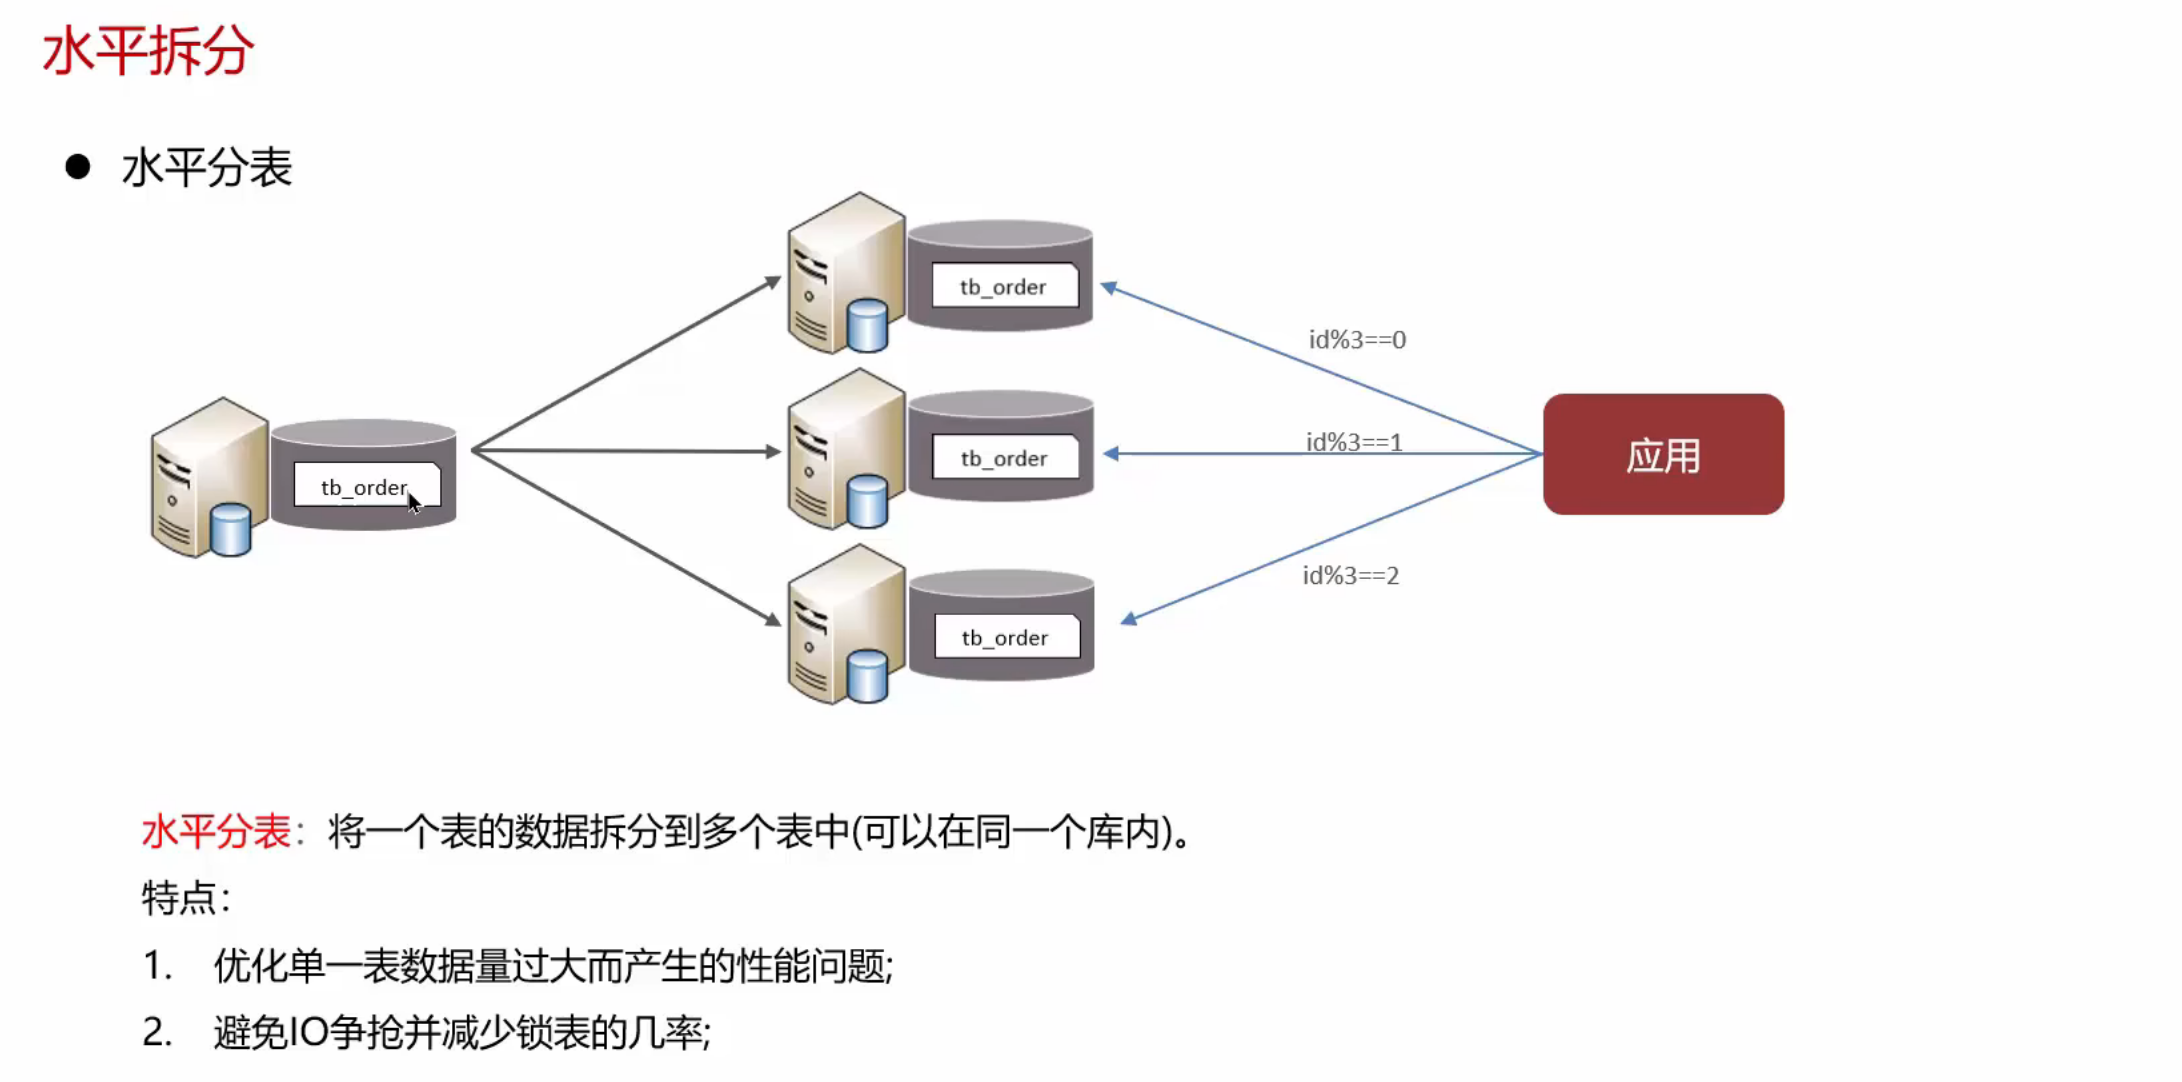 水平拆分
● 水平分表
tb_order
id%3==0
tb_order
id%3==1
应用
tb_order
id%3==2
tb_order
水平分表：将一个表的数据拆分到多个表中(可以在同一个库内)。
特点：
1. 优化单一表数据量过大而产生的性能问题;
2. 避免IO争抢并减少锁表的几率;